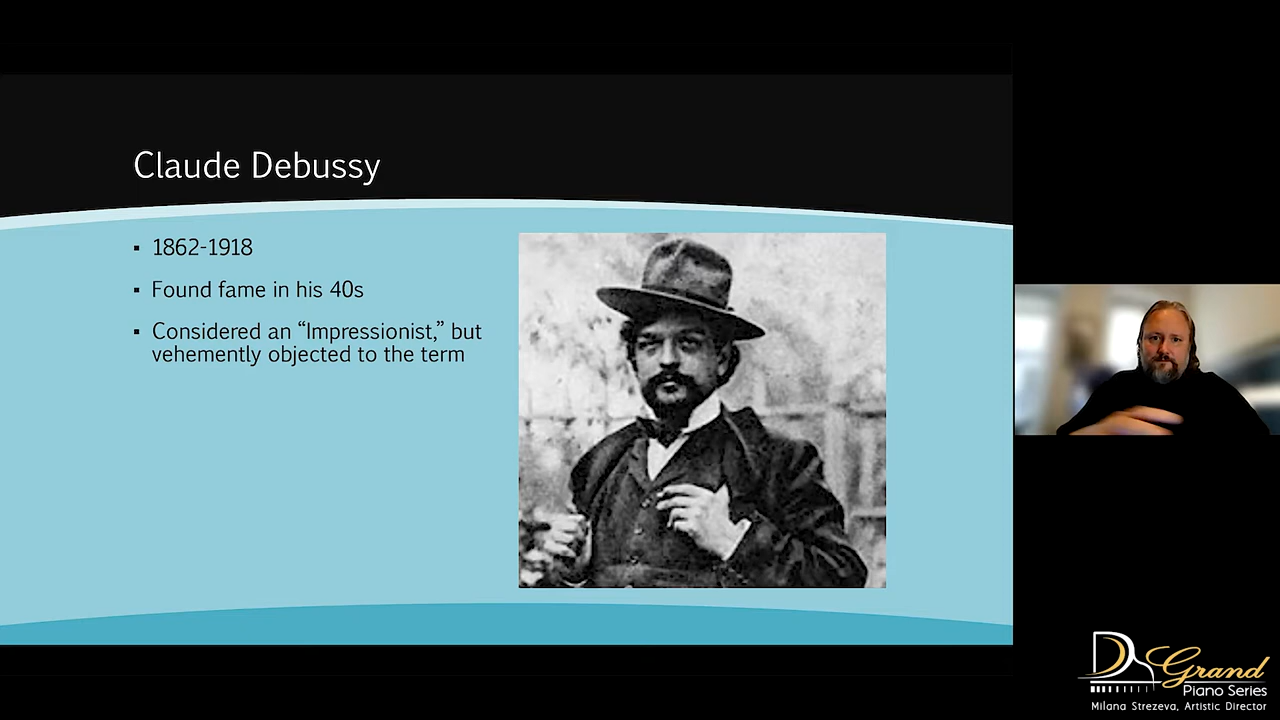 Claude Debussy
▪ 1862-1918
▪ Found fame in his 40s
▪ Considered an “Impressionist,” but
vehemently objected to the term
Grand
Piano Series
Milana Strezeva, Artistic Director